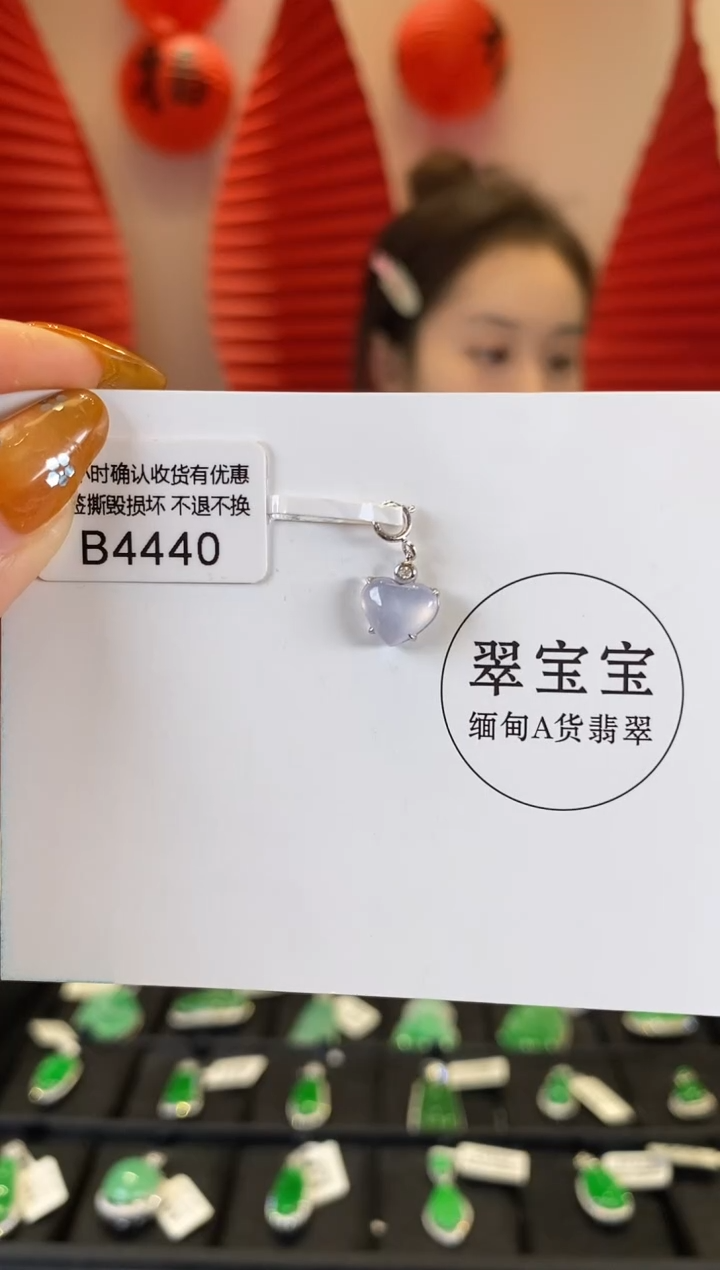 福
时确认收货有优惠
签撕毁损坏 不退不换
B4440
翠宝宝
缅甸A货翡翠